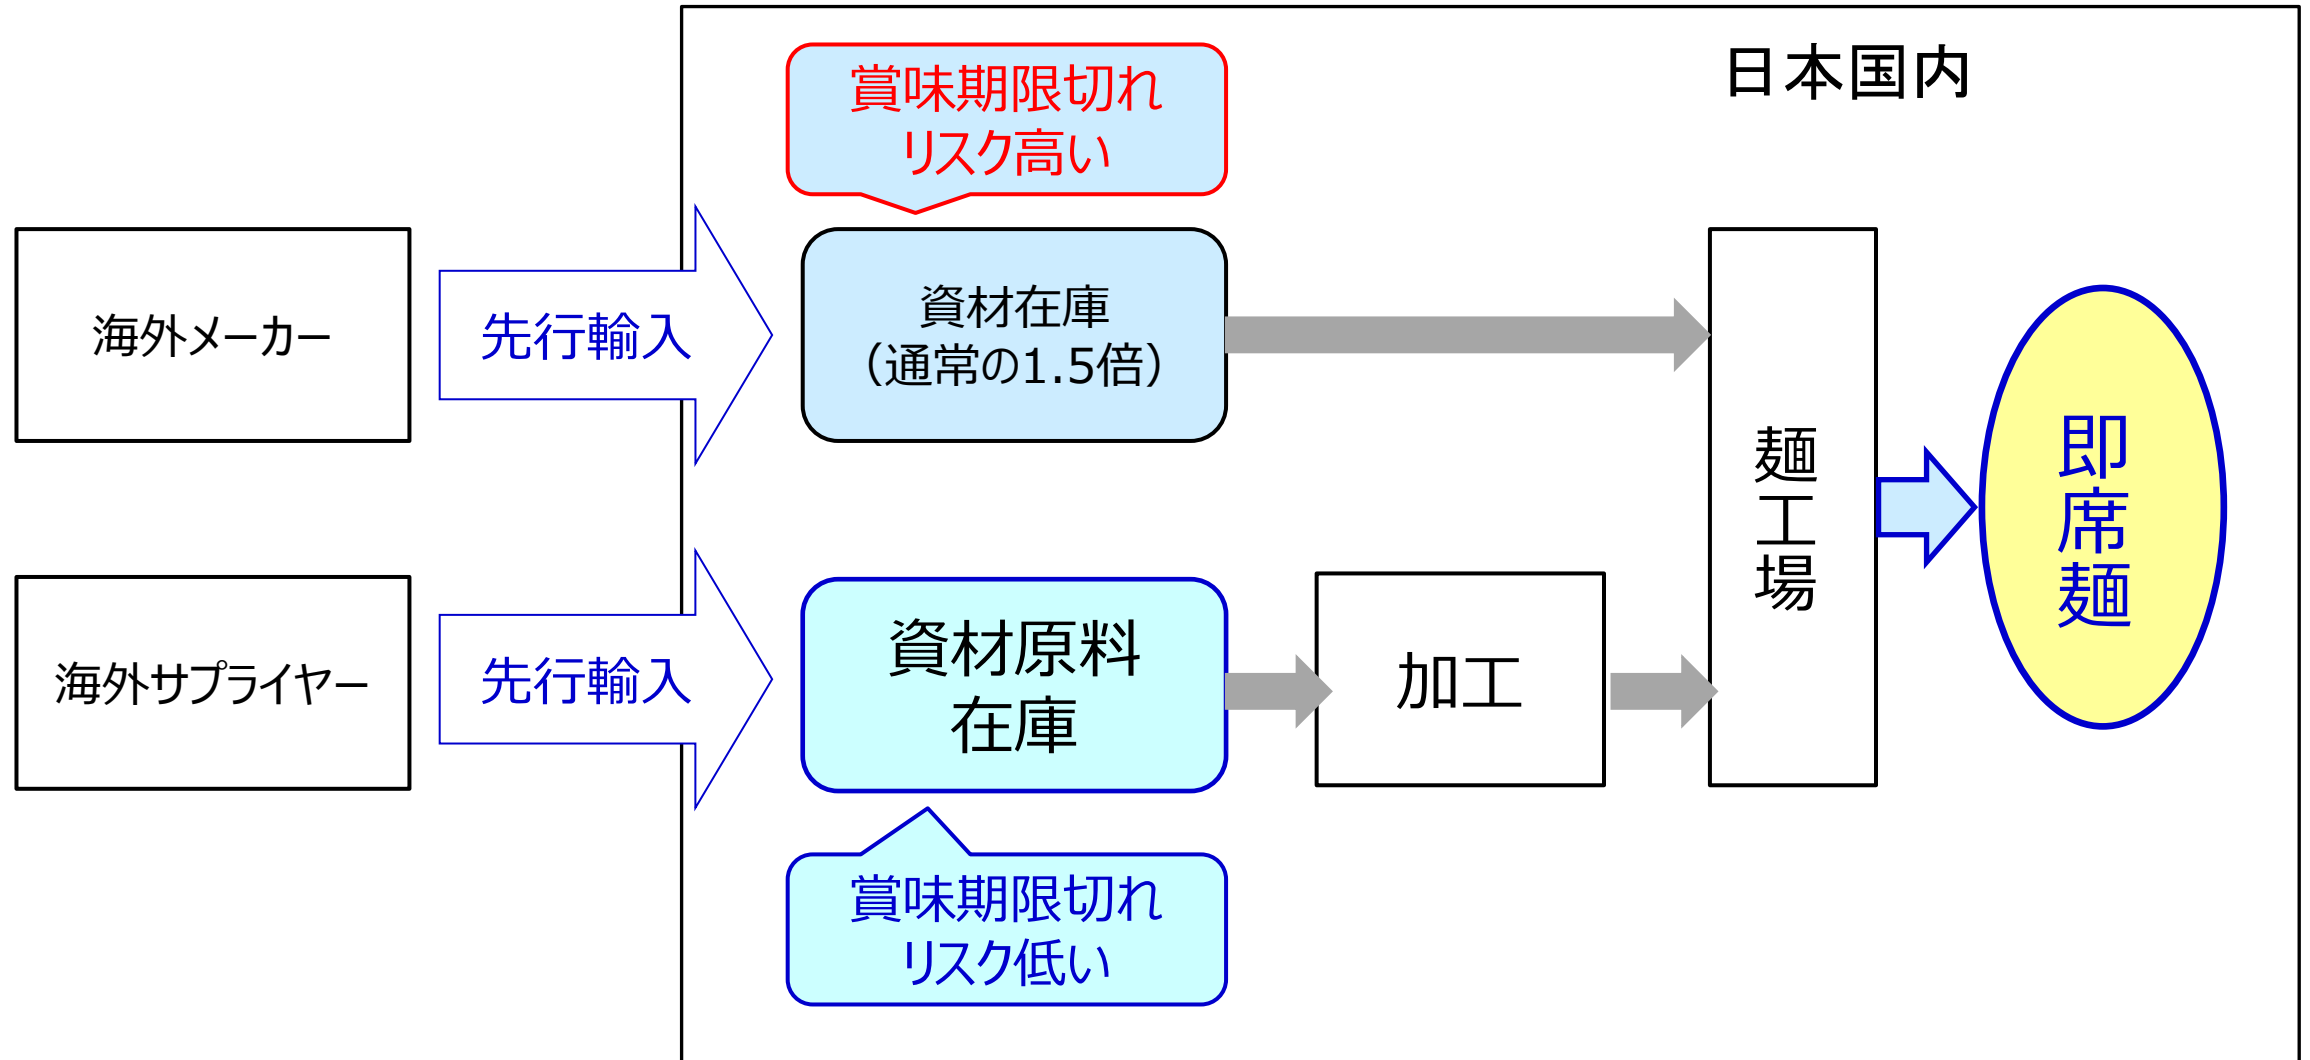 日本国内
賞味期限切れ
リスク高い
海外メーカー
先行輸入
資材在庫
（通常の1.5倍）
海外サプライヤー
先行輸入
資材原料
在庫
加工
麺工場
即席麺
賞味期限切れ
リスク低い